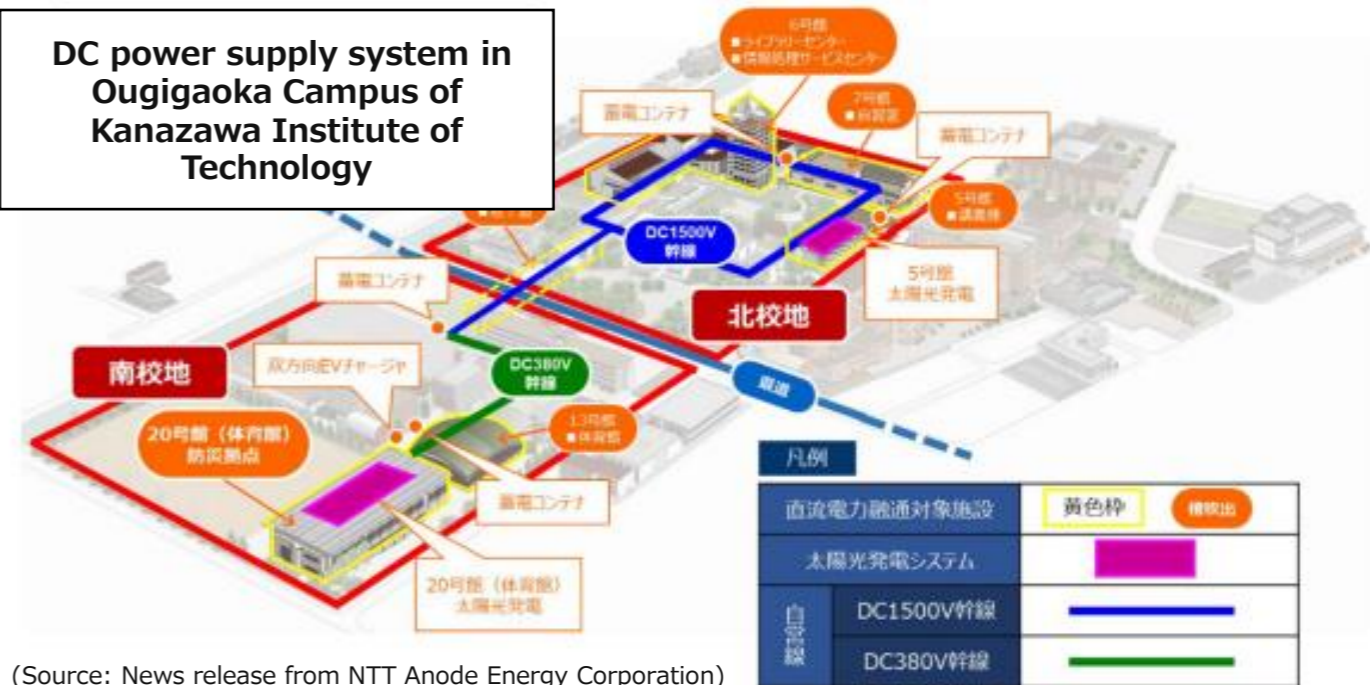 DC power supply system in
Ougigaoka Campus of
Kanazawa Institute of
Technology
6号館
■ライブラリーセンター
■情報処理サービスセンター
蓄電コンテナ
7号館
■自習室
蓄電コンテナ
5号館
■講義棟
DC1500V
幹線
5号館
太陽光発電
蓄電コンテナ
北校地
南校地
双方向EVチャージャ
DC380V
幹線
県道
20号館（体育館）
防災拠点
13号館
■体育館
蓄電コンテナ
20号館（体育館）
太陽光発電
凡例
直流電力融通対象施設
黄色枠
橙吹出
太陽光発電システム
自営線
DC1500V幹線
DC380V幹線
(Source: News release from NTT Anode Energy Corporation)